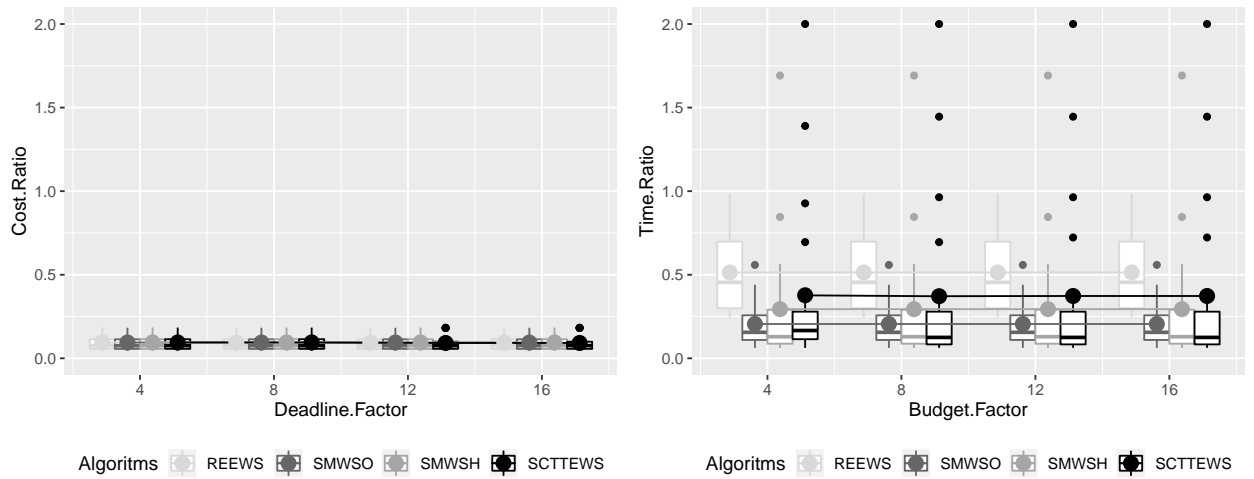 2.0
1.5
1.0
0.5
0.0
Cost.Ratio
4 8 12 16
Deadline.Factor
Algoritms REEWS SMWSO SMWSH SCTTEWS
2.0
1.5
1.0
0.5
0.0
Time.Ratio
4 8 12 16
Budget.Factor
Algoritms REEWS SMWSO SMWSH SCTTEWS